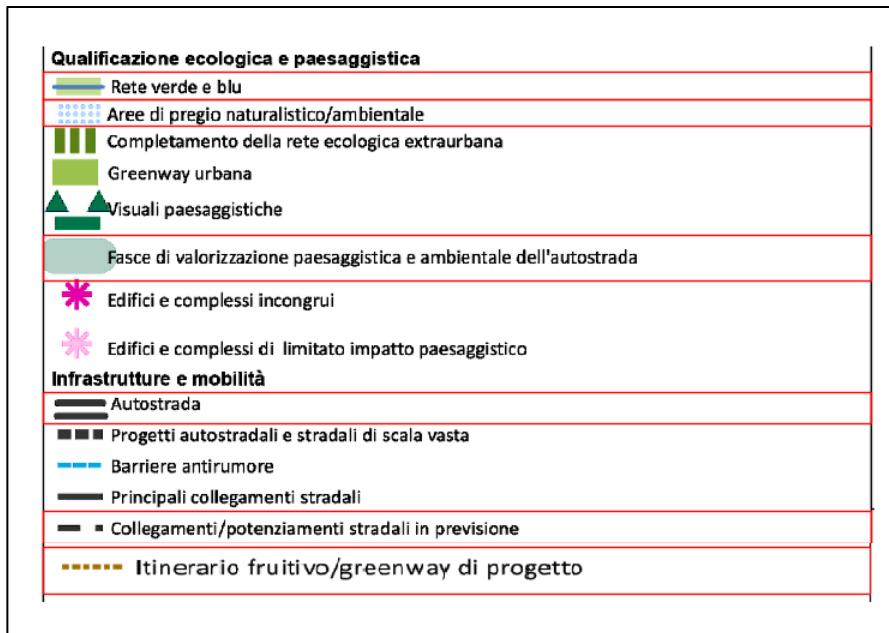 Qualificazione ecologica e paesaggistica
Rete verde e blu
Aree di pregio naturalistico/ambientale
Completamento della rete ecologica extraurbana
Greenway urbana
Visuali paesaggistiche
Fasce di valorizzazione paesaggistica e ambientale dell'autostrada
Edifici e complessi incongrui
Edifici e complessi di limitato impatto paesaggistico
Infrastrutture e mobilità
Autostrada
Progetti autostradali e stradali di scala vasta
Barriere antirumore
Principali collegamenti stradali
Collegamenti/potenziamenti stradali in previsione
Itinerario fruitivo/greenway di progetto